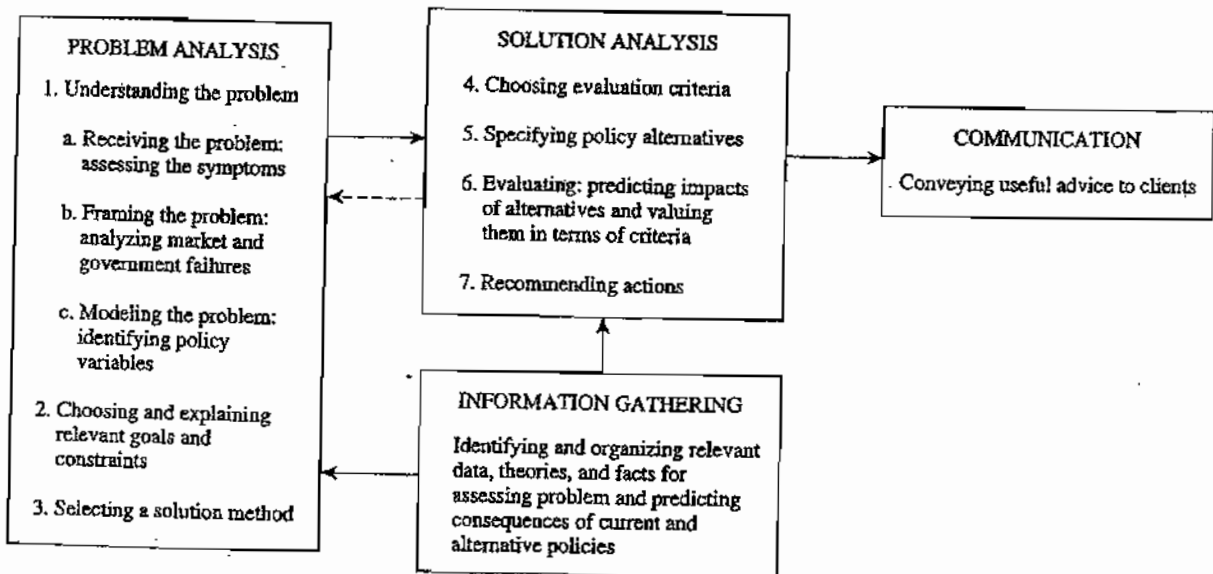 PROBLEM ANALYSIS
1. Understanding the problem
a. Receiving the problem:
assessing the symptoms
b. Framing the problem:
analyzing market and
government failures
c. Modeling the problem:
identifying policy
variables
2. Choosing and explaining
relevant goals and
constraints
3. Selecting a solution method
SOLUTION ANALYSIS
4. Choosing evaluation criteria
5. Specifying policy alternatives
6. Evaluating: predicting impacts
of alternatives and valuing
them in terms of criteria
7. Recommending actions
INFORMATION GATHERING
Identifying and organizing relevant
data, theories, and facts for
assessing problem and predicting
consequences of current and
alternative policies
COMMUNICATION
Conveying useful advice to clients